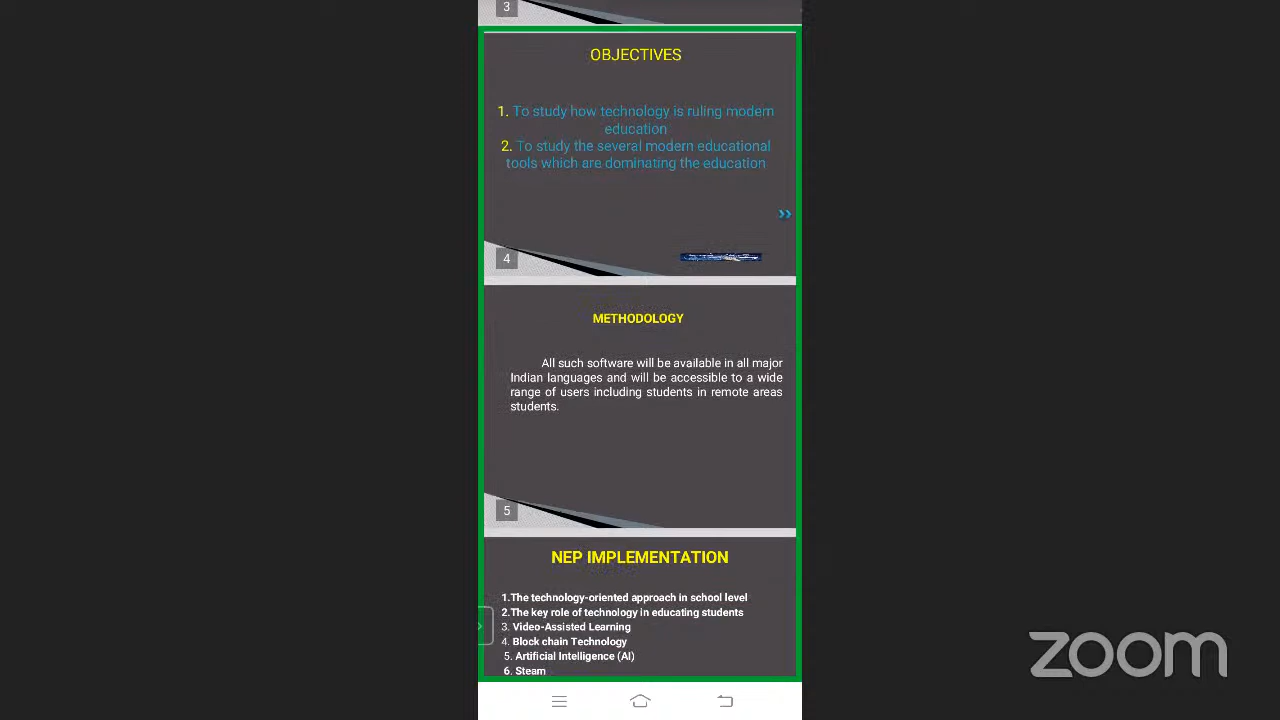 3
OBJECTIVES
1. To study how technology is ruling modern
education
2. To study the several modern educational
tools which are dominating the education
4
METHODOLOGY
All such software will be available in all major
Indian languages and will be accessible to a wide
range of users including students in remote areas
students.
5
NEP IMPLEMENTATION
1.The technology-oriented approach in school level
2.The key role of technology in educating students
3. Video-Assisted Learning
4. Block chain Technology
5. Artificial Intelligence (AI)
6. Steam
zoom